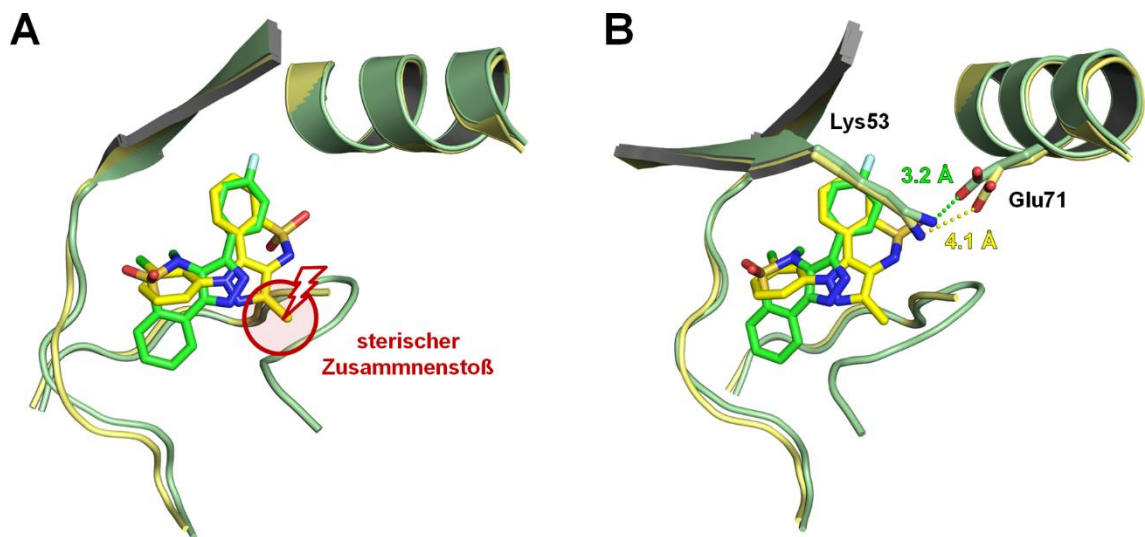 A
sterischer
Zusammnenstoß
B
Lys53
3.2 Å
Glu71
4.1 Å